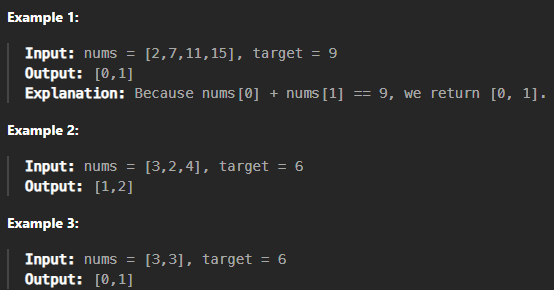 Example 1:
Input: nums = [2,7,11,15], target = 9
Output: [0,1]
Explanation: Because nums[0] + nums[1] == 9, we return [0, 1].
Example 2:
Input: nums = [3,2,4], target = 6
Output: [1,2]
Example 3:
Input: nums = [3,3], target = 6
Output: [0,1]